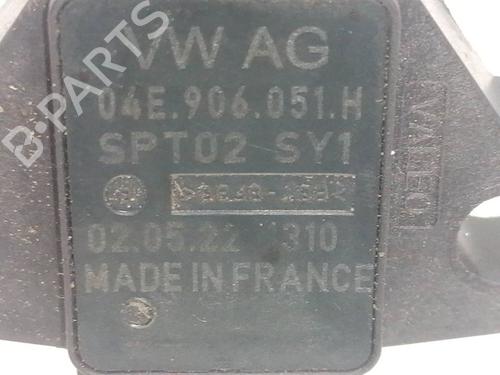 VW AG
04E.906.051.H
SPT02 SY1
02.05.22 1310
MADE IN FRANCE
VALEO
B-PARTS